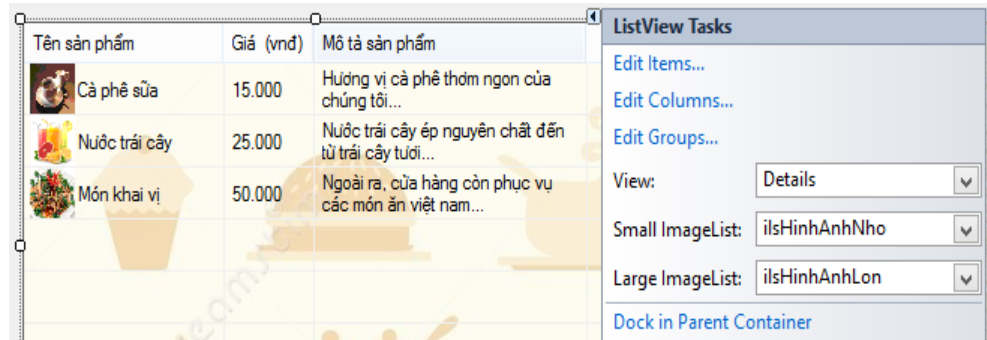 Tên sản phẩm Giá (vnđ) Mô tả sản phẩm
Cà phê sữa 15.000 Hương vị cà phê thơm ngon của
chúng tôi...
Nước trái cây 25.000 Nước trái cây ép nguyên chất đến
từ trái cây tươi...
Món khai vị 50.000 Ngoài ra, cửa hàng còn phục vụ
các món ăn việt nam...
ListView Tasks
Edit Items...
Edit Columns...
Edit Groups...
View: Details
Small ImageList: ilsHinhAnhNho
Large ImageList: ilsHinhAnhLon
Dock in Parent Container